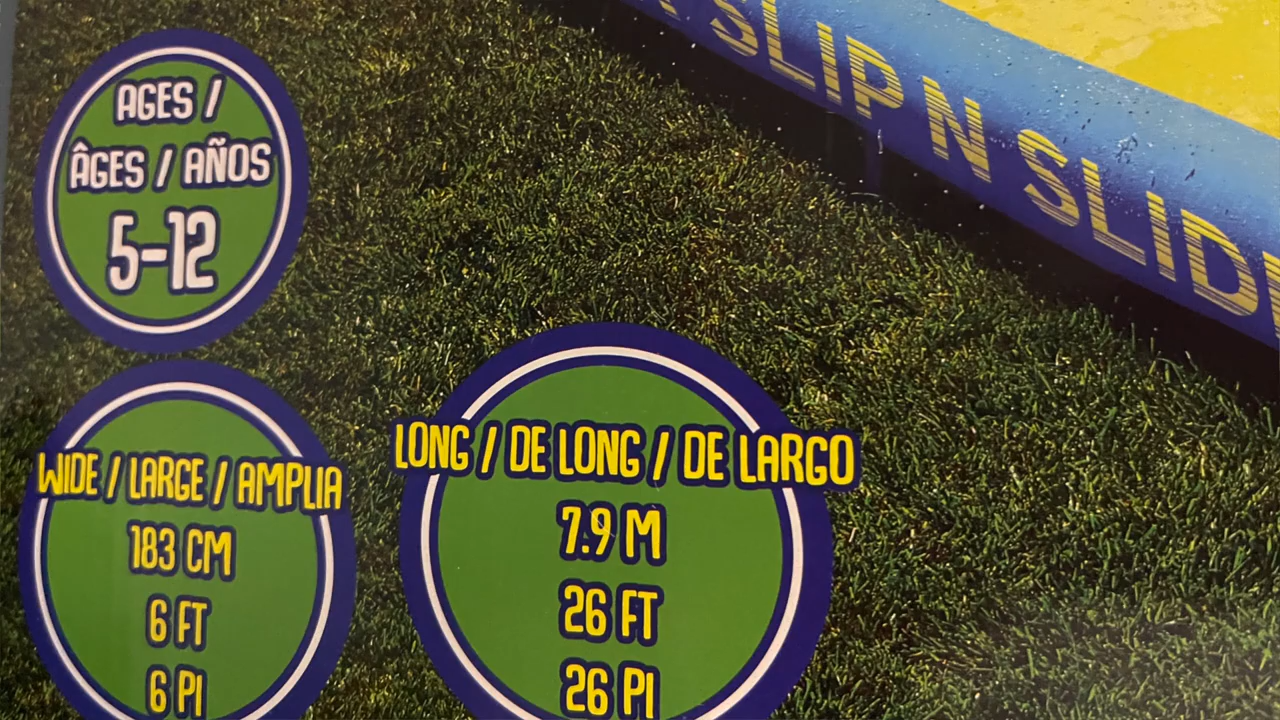 SLIP N SLIDE
AGES /
ÂGES / AÑOS
5-12
WIDE / LARGE / AMPLIA
183 CM
6 FT
6 PI
LONG / DE LONG / DE LARGO
7.9 M
26 FT
26 PI